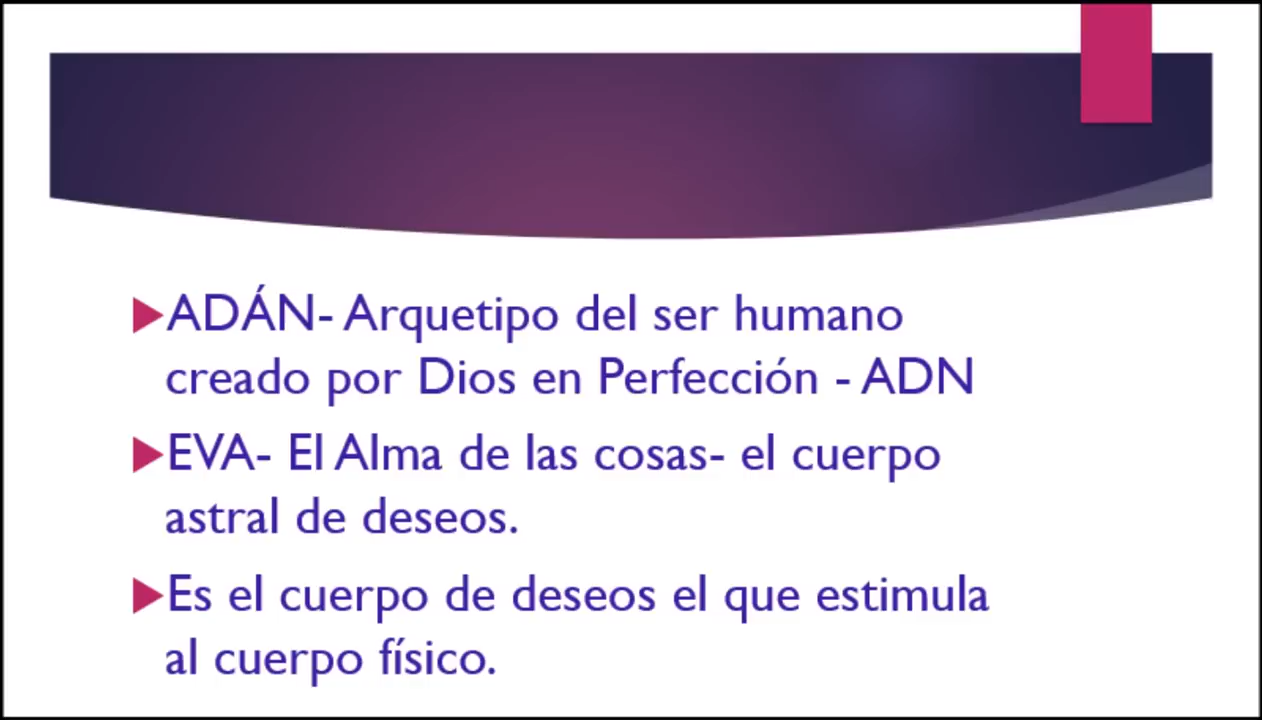 ADÁN- Arquetipo del ser humano
creado por Dios en Perfección - ADN
EVA- El Alma de las cosas- el cuerpo
astral de deseos.
Es el cuerpo de deseos el que estimula
al cuerpo físico.